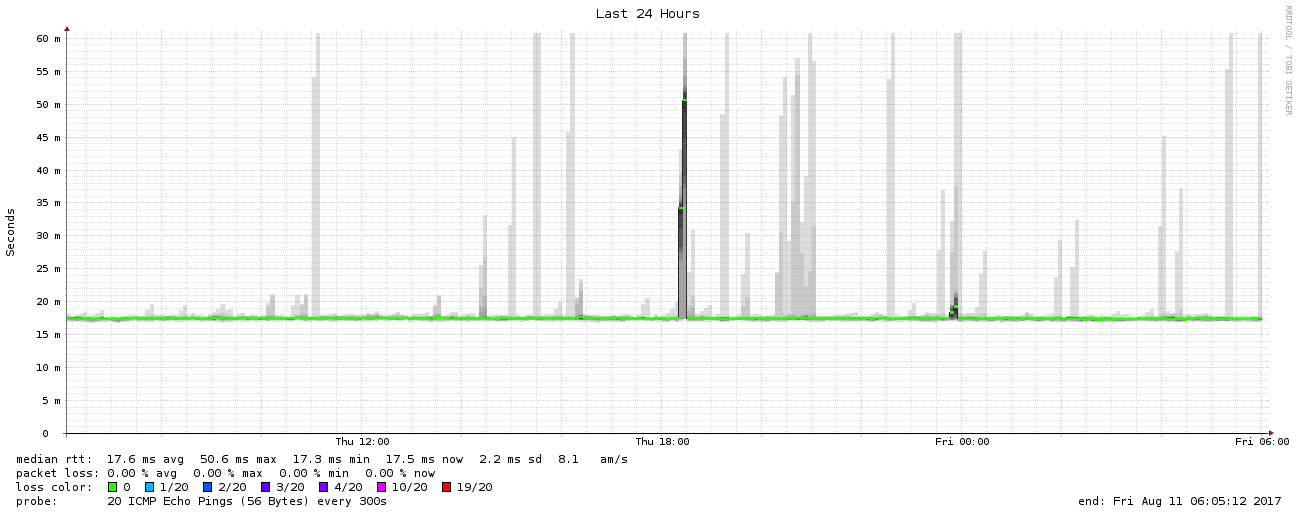 Last 24 Hours
RRDTOOL / TOBI OETIKER
Seconds
60 m
55 m
50 m
45 m
40 m
35 m
30 m
25 m
20 m
15 m
10 m
5 m
0
Thu 12:00 Thu 18:00 Fri 00:00 Fri 06:00
median rtt: 17.6 ms avg 50.6 ms max 17.3 ms min 17.5 ms now 2.2 ms sd 8.1 am/s
packet loss: 0.00 % avg 0.00 % max 0.00 % min 0.00 % now
loss color: 0 1/20 2/20 3/20 4/20 10/20 19/20
probe: 20 ICMP Echo Pings (56 Bytes) every 300s end: Fri Aug 11 06:05:12 2017